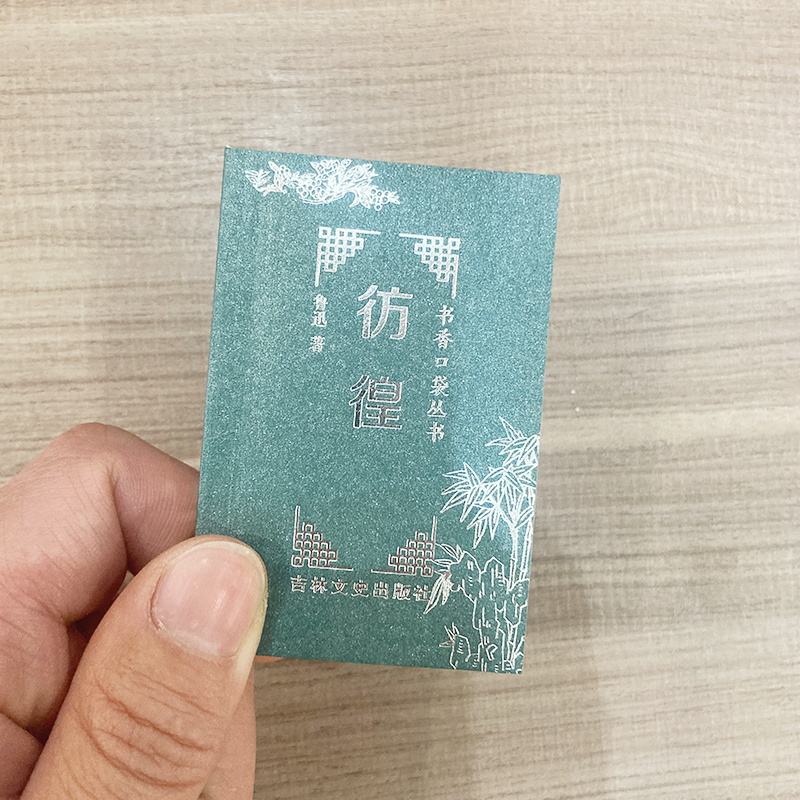 书香口袋丛书
彷徨
鲁迅 著
吉林文史出版社